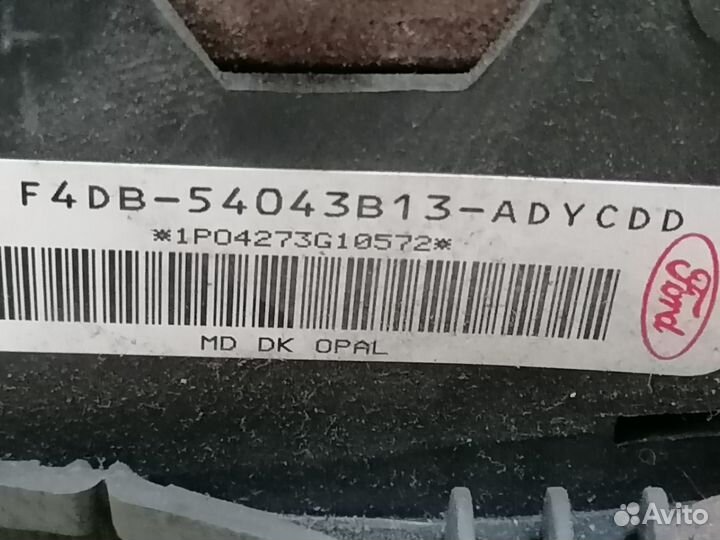 F4DB-54043B13-ADYCDD
*1P04273G10572*
Ford
MD DK OPAL
Avito